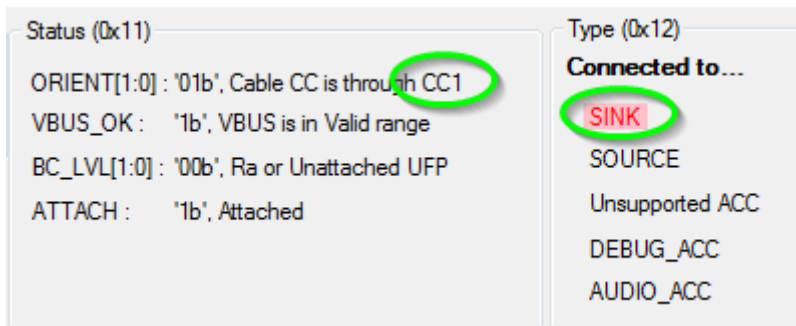 Status (0x11)
ORIENT[1:0] : '01b', Cable CC is through CC1
VBUS_OK : '1b', VBUS is in Valid range
BC_LVL[1:0] : '00b', Ra or Unattached UFP
ATTACH : '1b', Attached
Type (0x12)
Connected to...
SINK
SOURCE
Unsupported ACC
DEBUG_ACC
AUDIO_ACC